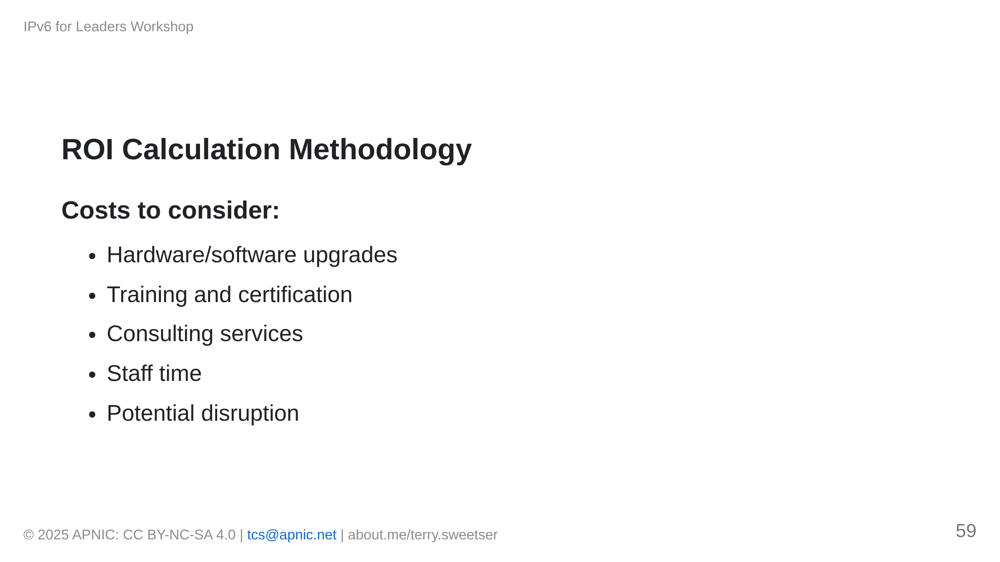 IPv6 for Leaders Workshop
ROI Calculation Methodology
Costs to consider:
• Hardware/software upgrades
• Training and certification
• Consulting services
• Staff time
• Potential disruption
© 2025 APNIC: CC BY-NC-SA 4.0 | tcs@apnic.net | about.me/terry.sweetser
59